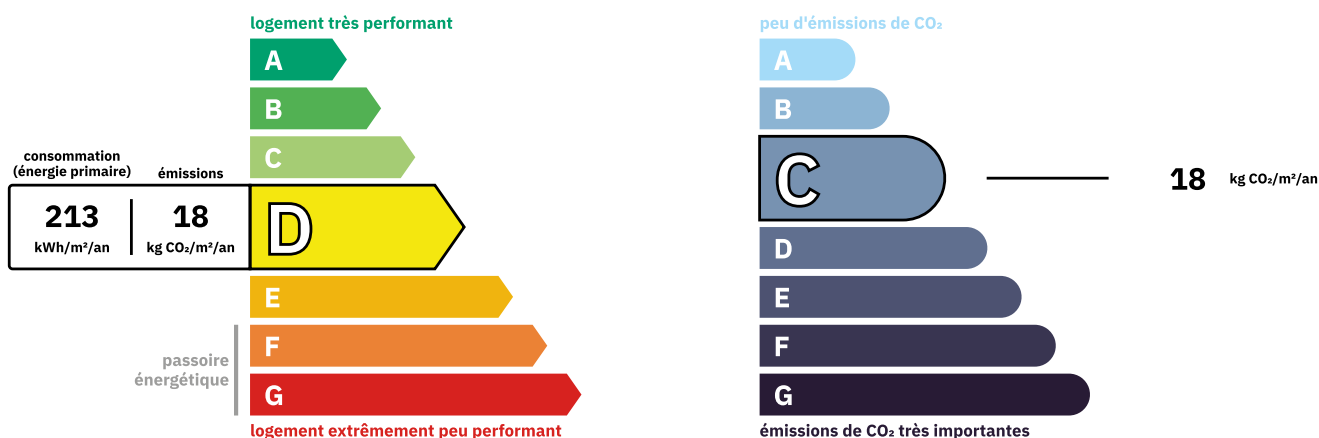 logement très performant
A
B
C
consommation
(énergie primaire)
émissions
213
kWh/m²/an
18
kg CO₂/m²/an
D
E
F
G
passoire
énergétique
logement extrêmement peu performant
peu d'émissions de CO₂
A
B
C
18 kg CO₂/m²/an
D
E
F
G
émissions de CO₂ très importantes